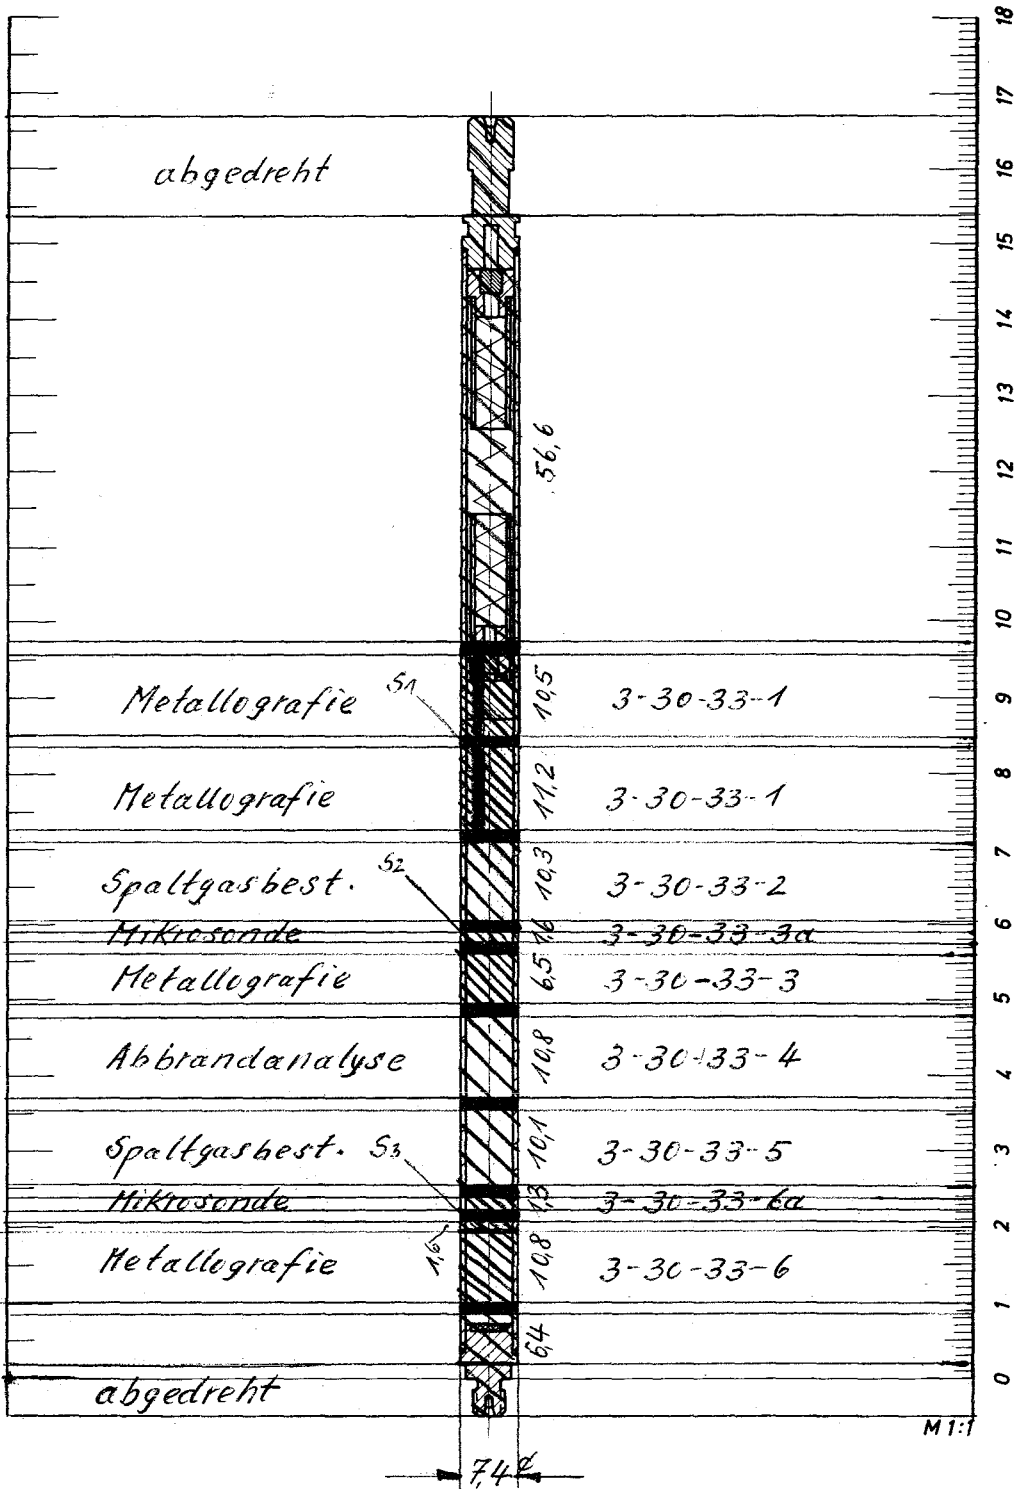 18
17
abgedreht
16
15
14
13
56,6
12
11
10
Metallografie S1 10,5 3-30-33-1
9
8
Metallografie 11,2 3-30-33-1
7
Spaltgasbest. S2 10,3 3-30-33-2
6
Mikrosonde 1,6 3-30-33-3a
Metallografie 6,5 3-30-33-3
5
Abbrandanalyse 10,8 3-30-33-4
4
Spaltgasbest. S3 10,1 3-30-33-5
3
Mikrosonde 1,3 3-30-33-6a
2
Metallografie 1,6 10,8 3-30-33-6
1
6,4
0
abgedreht
M 1:1
7,4 ⌀